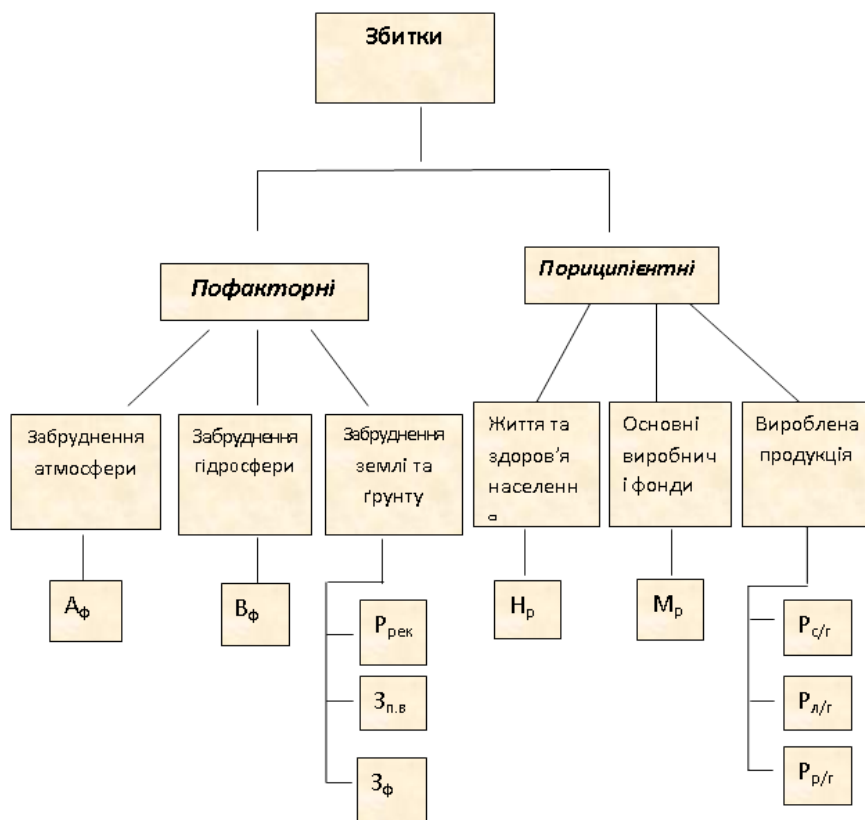 Збитки
Пофакторні
Пориципієнтні
Забруднення
атмосфери
Забруднення
гідросфери
Забруднення
землі та
ґрунту
Життя та
здоров’я
населенн
я
Основні
виробнич
і фонди
Вироблена
продукція
Аф
Вф
Ррек
Зп.в
Зф
Нр
Мр
Рс/г
Рл/г
Рр/г